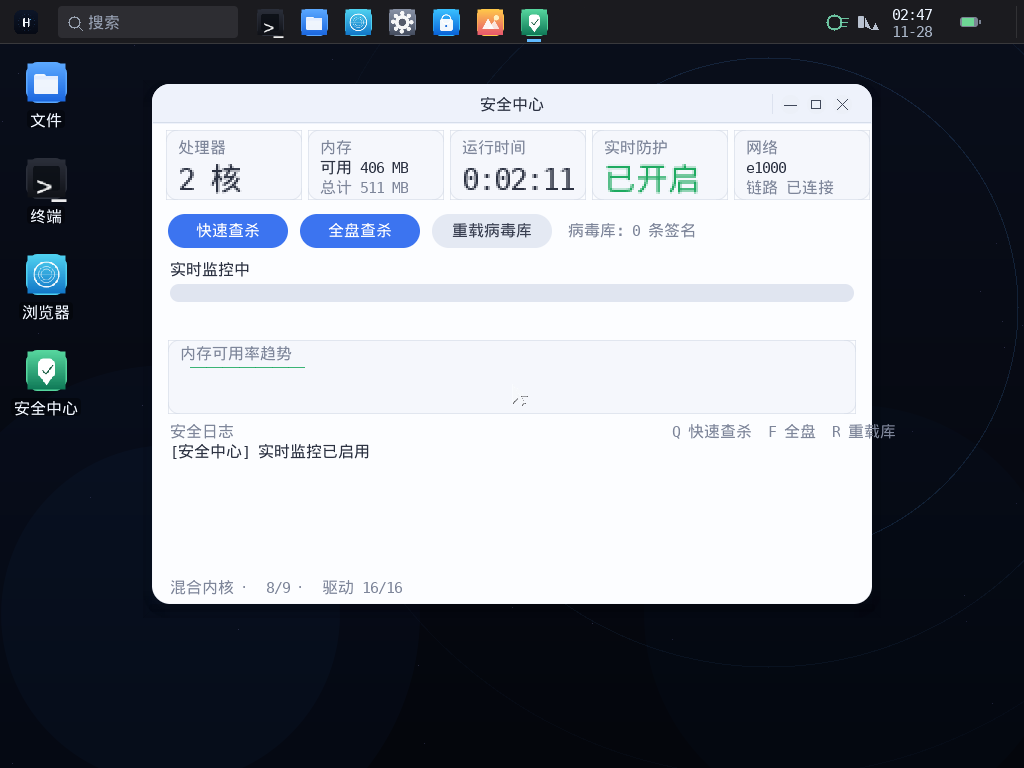 H
搜索
02:47
11-28
文件
终端
浏览器
安全中心
安全中心
处理器
2 核
内存
可用 406 MB
总计 511 MB
运行时间
0:02:11
实时防护
已开启
网络
e1000
链路 已连接
快速查杀
全盘查杀
重载病毒库
病毒库: 0 条签名
实时监控中
内存可用率趋势
安全日志
Q 快速查杀 F 全盘 R 重载库
[安全中心] 实时监控已启用
混合内核 · 8/9 · 驱动 16/16